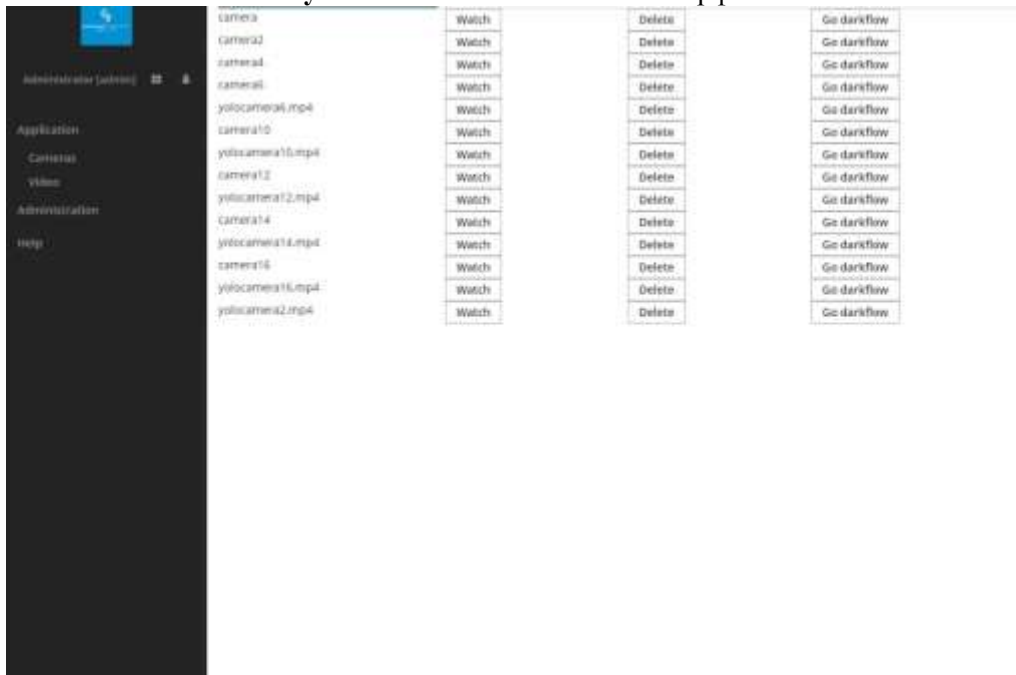 camera Watch Delete Go darkflow
camera2 Watch Delete Go darkflow
camera4 Watch Delete Go darkflow
camera6 Watch Delete Go darkflow
yolocamera6.mp4 Watch Delete Go darkflow
camera10 Watch Delete Go darkflow
yolocamera10.mp4 Watch Delete Go darkflow
camera12 Watch Delete Go darkflow
yolocamera12.mp4 Watch Delete Go darkflow
camera14 Watch Delete Go darkflow
yolocamera14.mp4 Watch Delete Go darkflow
camera16 Watch Delete Go darkflow
yolocamera16.mp4 Watch Delete Go darkflow
yolocamera2.mp4 Watch Delete Go darkflow
Administrator [admin]
Application
Cameras
Video
Administration
Help